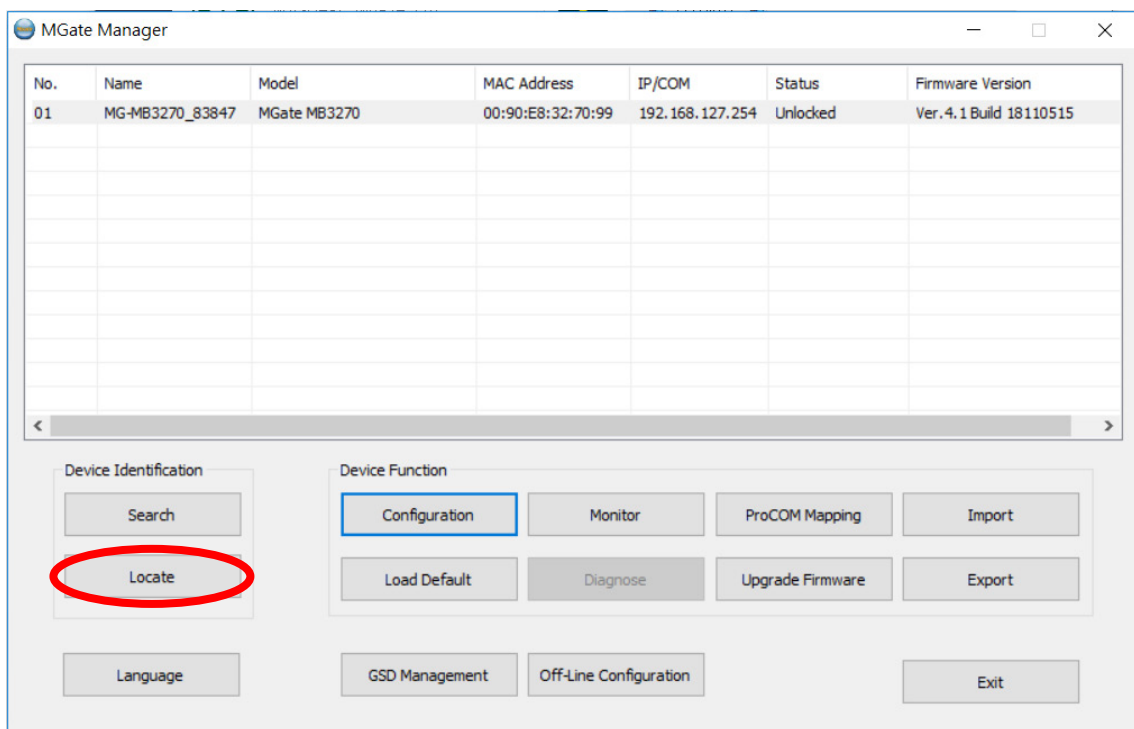 MGate Manager
No. Name Model MAC Address IP/COM Status Firmware Version
01 MG-MB3270_83847 MGate MB3270 00:90:E8:32:70:99 192.168.127.254 Unlocked Ver.4.1 Build 18110515
Device Identification
Device Function
Search
Configuration
Monitor
ProCOM Mapping
Import
Locate
Load Default
Diagnose
Upgrade Firmware
Export
Language
GSD Management
Off-Line Configuration
Exit